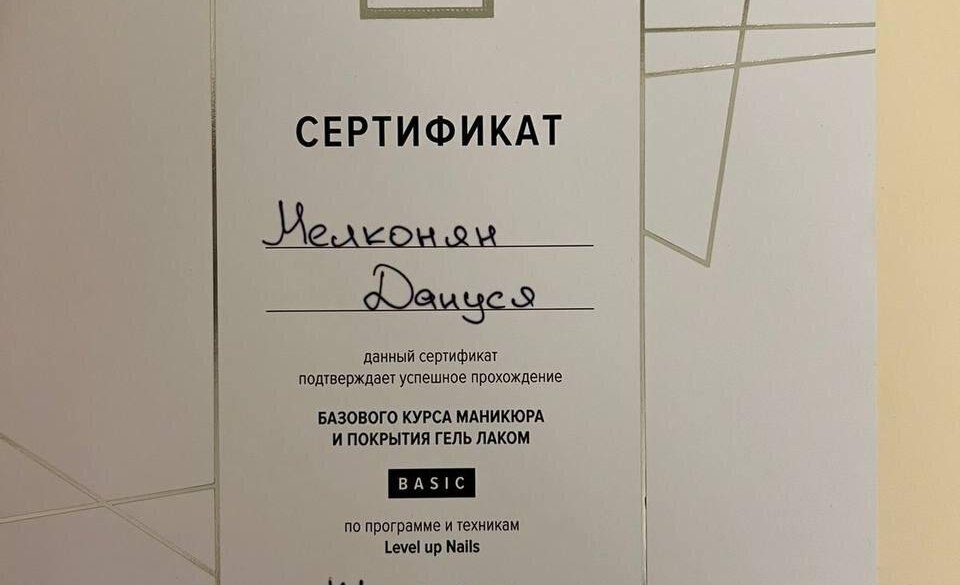 СЕРТИФИКАТ
Мелконян
Дануся
данный сертификат
подтверждает успешное прохождение
БАЗОВОГО КУРСА МАНИКЮРА
И ПОКРЫТИЯ ГЕЛЬ ЛАКОМ
BASIC
по программе и техникам
Level up Nails